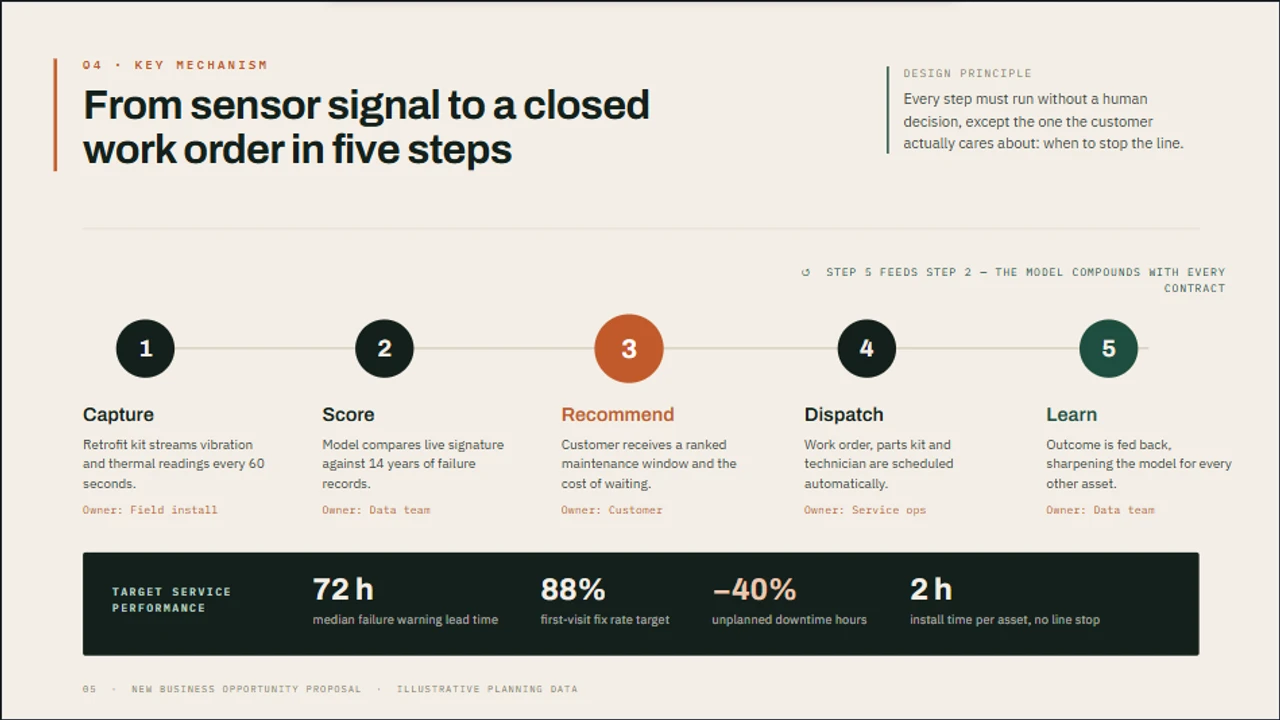 04 · KEY MECHANISM
From sensor signal to a closed
work order in five steps
DESIGN PRINCIPLE
Every step must run without a human
decision, except the one the customer
actually cares about: when to stop the line.
↺ STEP 5 FEEDS STEP 2 — THE MODEL COMPOUNDS WITH EVERY
CONTRACT
1
2
3
4
5
Capture
Retrofit kit streams vibration
and thermal readings every 60
seconds.
Owner: Field install
Score
Model compares live signature
against 14 years of failure
records.
Owner: Data team
Recommend
Customer receives a ranked
maintenance window and the
cost of waiting.
Owner: Customer
Dispatch
Work order, parts kit and
technician are scheduled
automatically.
Owner: Service ops
Learn
Outcome is fed back,
sharpening the model for every
other asset.
Owner: Data team
TARGET SERVICE
PERFORMANCE
72 h
median failure warning lead time
88%
first-visit fix rate target
−40%
unplanned downtime hours
2 h
install time per asset, no line stop
05 · NEW BUSINESS OPPORTUNITY PROPOSAL · ILLUSTRATIVE PLANNING DATA